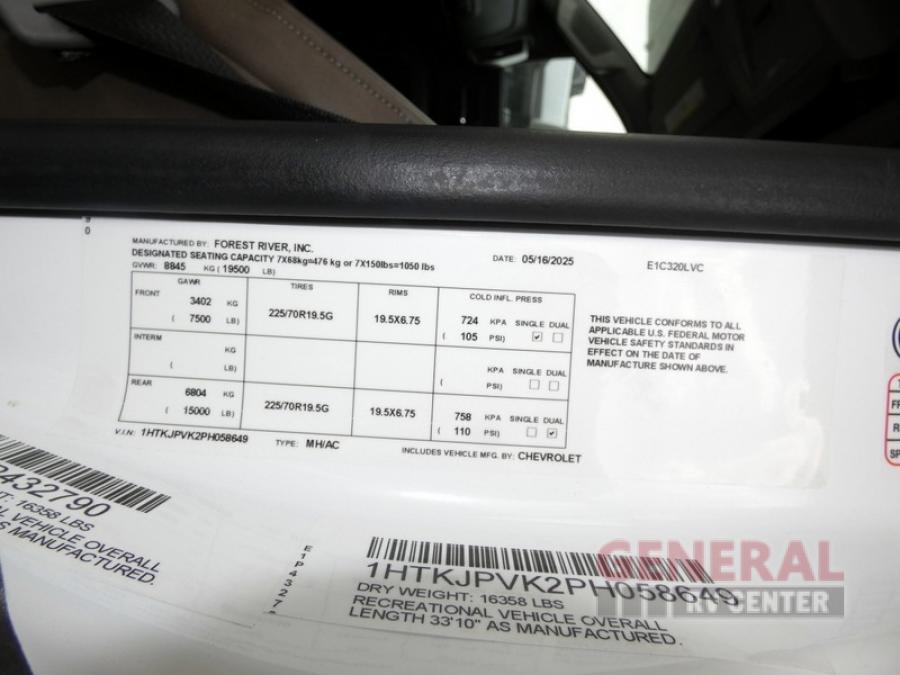 90
MANUFACTURED BY: FOREST RIVER, INC.
DESIGNATED SEATING CAPACITY 7X68kg=476 kg or 7X150lbs=1050 lbs
DATE: 05/16/2025
E1C320LVC
GVWR: 8845 KG ( 19500 LB)
GAWR TIRES RIMS COLD INFL. PRESS
FRONT 3402 KG 225/70R19.5G 19.5X6.75 724 KPA SINGLE DUAL
( 7500 LB) ( 105 PSI)
INTERM KG KPA SINGLE DUAL
( LB) ( PSI)
REAR 6804 KG 225/70R19.5G 19.5X6.75 758 KPA SINGLE DUAL
( 15000 LB) ( 110 PSI)
V.I.N: 1HTKJPVK2PH058649 TYPE: MH/AC INCLUDES VEHICLE MFG. BY: CHEVROLET
THIS VEHICLE CONFORMS TO ALL
APPLICABLE U.S. FEDERAL MOTOR
VEHICLE SAFETY STANDARDS IN
EFFECT ON THE DATE OF
MANUFACTURE SHOWN ABOVE.
FR
R
SP
432790
WEIGHT: 16358 LBS
VEHICLE OVERALL
AS MANUFACTURED.
E1P4327
1HTKJPVK2PH058649
DRY WEIGHT: 16358 LBS
RECREATIONAL VEHICLE OVERALL
LENGTH 33'10" AS MANUFACTURED.
GENERAL
RV CENTER